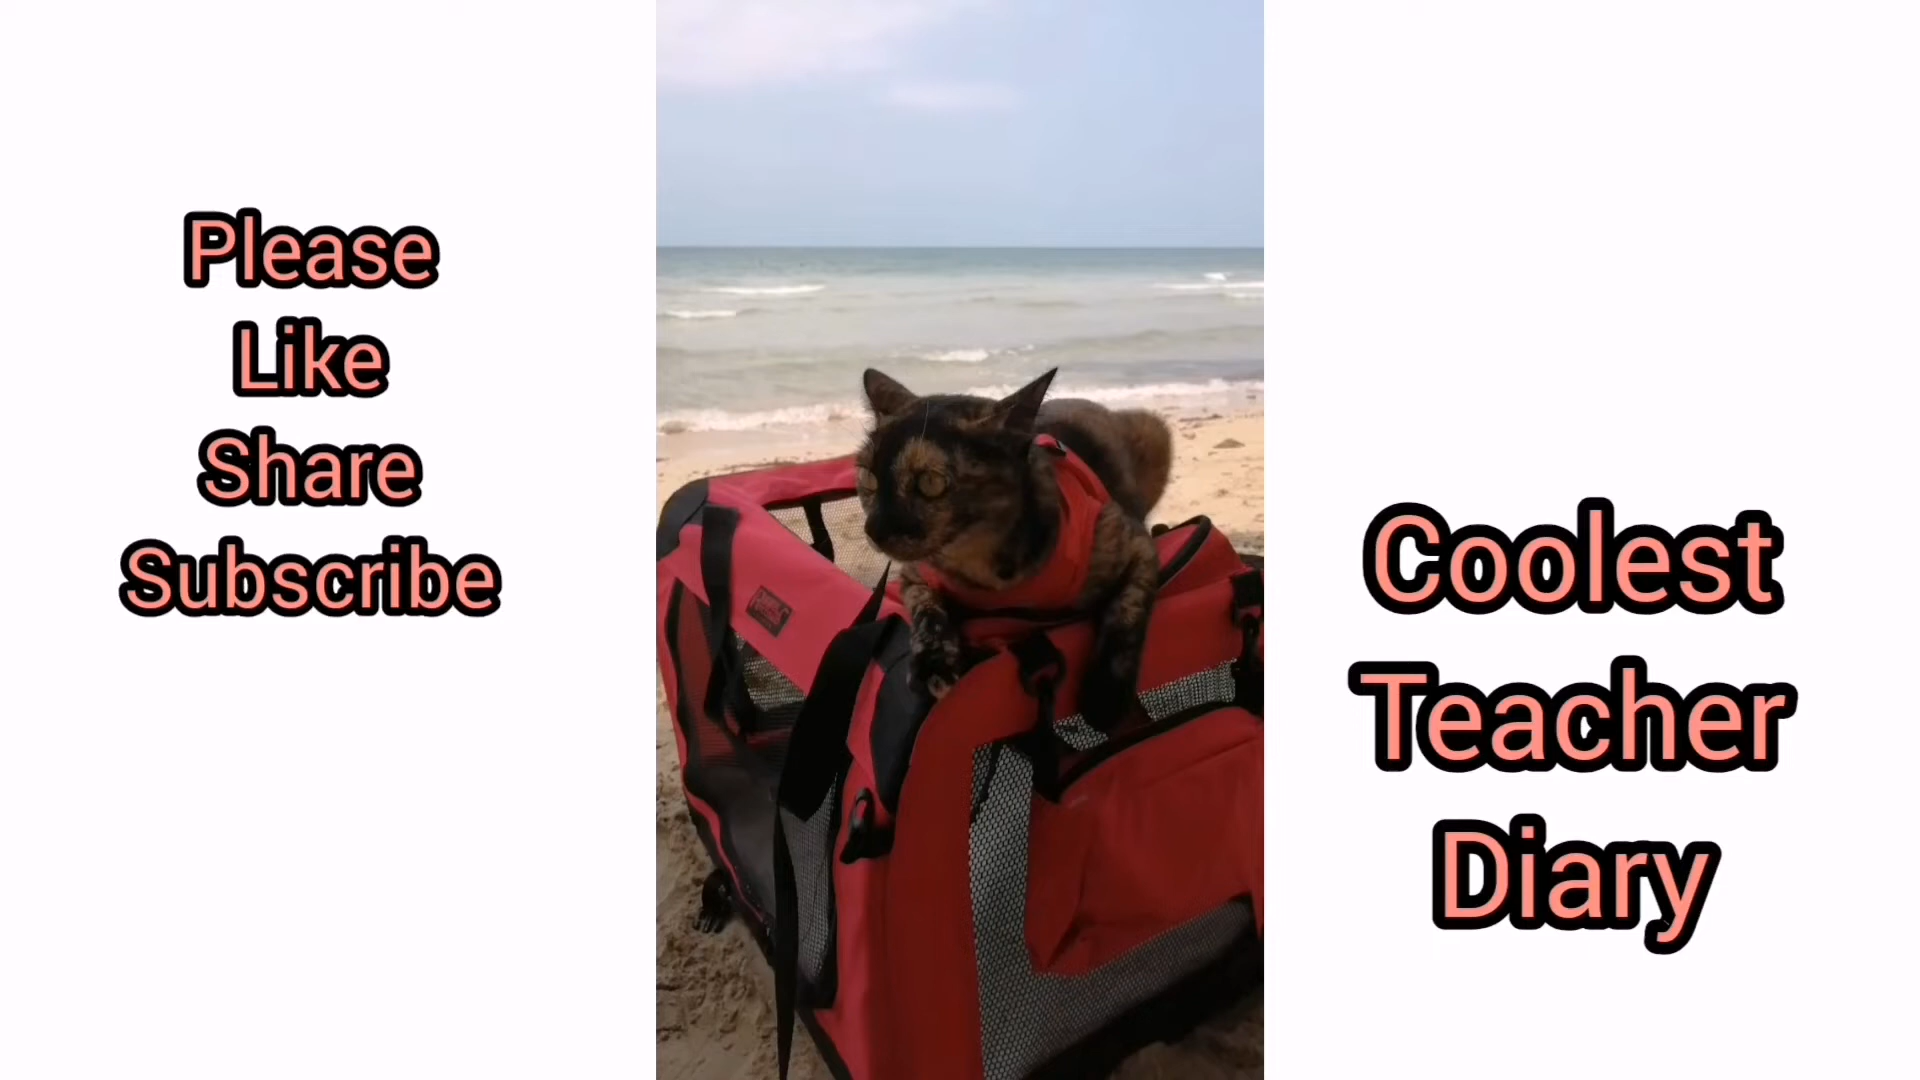 Please
Like
Share
Subscribe
Coolest
Teacher
Diary